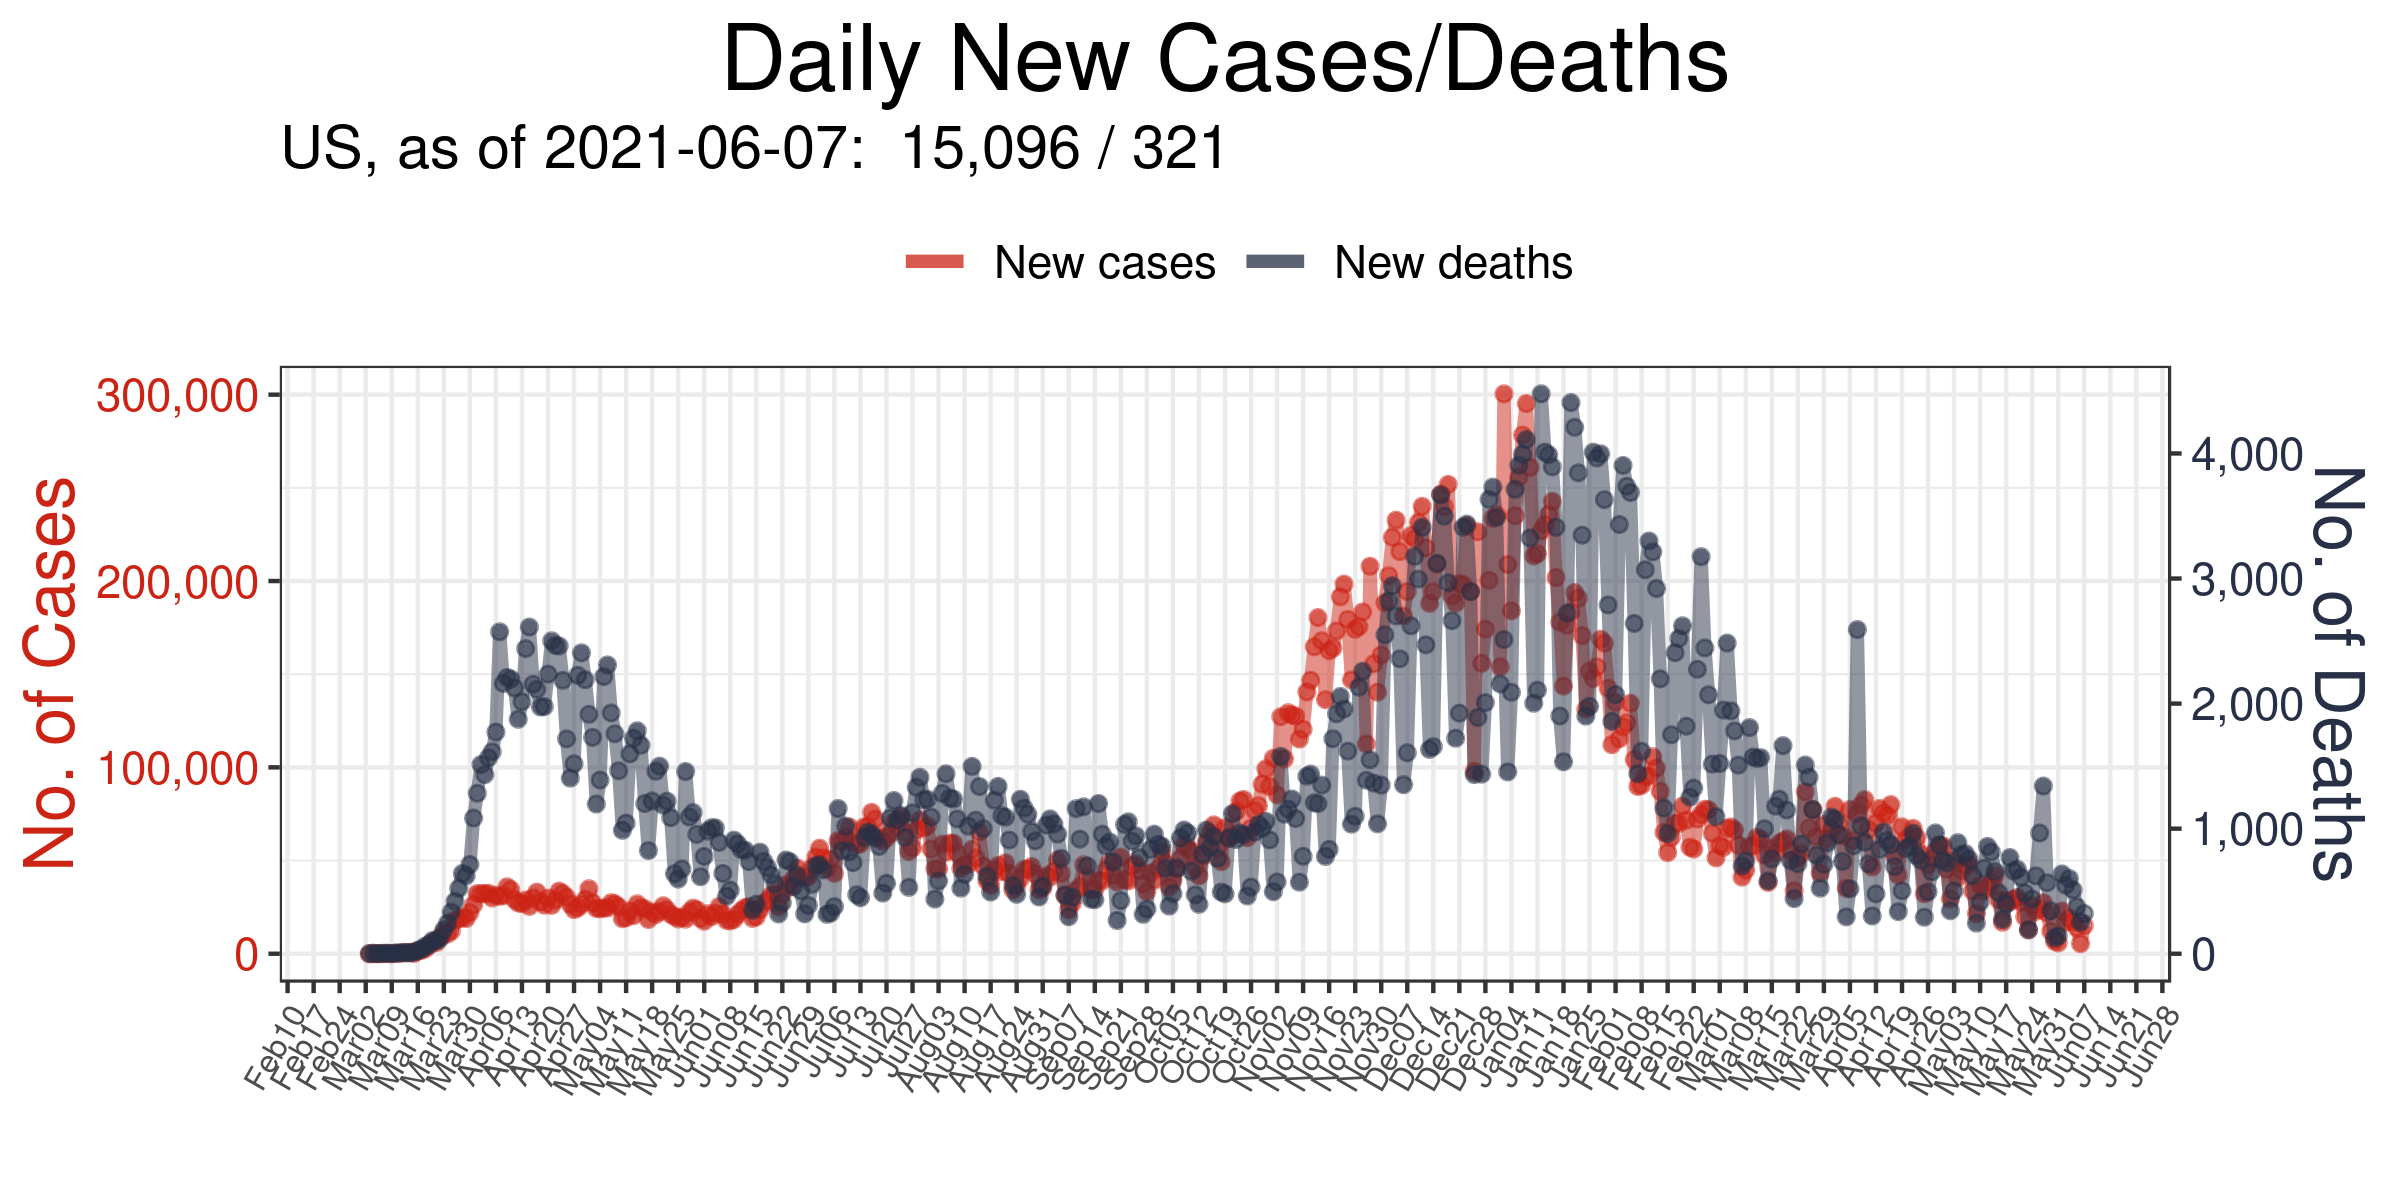 Daily New Cases/Deaths
US, as of 2021-06-07:  15,096 / 321
New cases New deaths
No. of Cases
300,000
200,000
100,000
0
4,000
3,000
2,000
1,000
0
No. of Deaths
Feb10 Feb17 Feb24 Mar02 Mar09 Mar16 Mar23 Mar30 Apr06 Apr13 Apr20 Apr27 May04 May11 May18 May25 Jun01 Jun08 Jun15 Jun22 Jun29 Jul06 Jul13 Jul20 Jul27 Aug03 Aug10 Aug17 Aug24 Aug31 Sep07 Sep14 Sep21 Sep28 Oct05 Oct12 Oct19 Oct26 Nov02 Nov09 Nov16 Nov23 Nov30 Dec07 Dec14 Dec21 Dec28 Jan04 Jan11 Jan18 Jan25 Feb01 Feb08 Feb15 Feb22 Mar01 Mar08 Mar15 Mar22 Mar29 Apr05 Apr12 Apr19 Apr26 May03 May10 May17 May24 May31 Jun07 Jun14 Jun21 Jun28